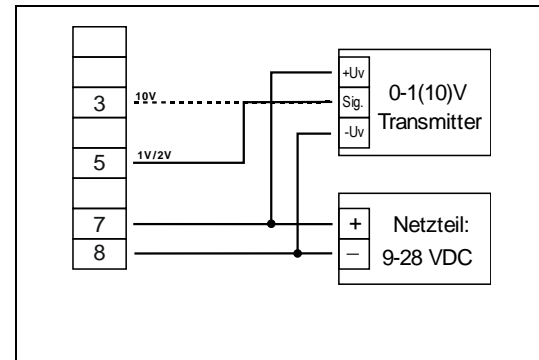 3
10V
5
1V/2V
7
8
+Uv
Sig.
-Uv
0-1(10)V
Transmitter
+
−
Netzteil:
9-28 VDC